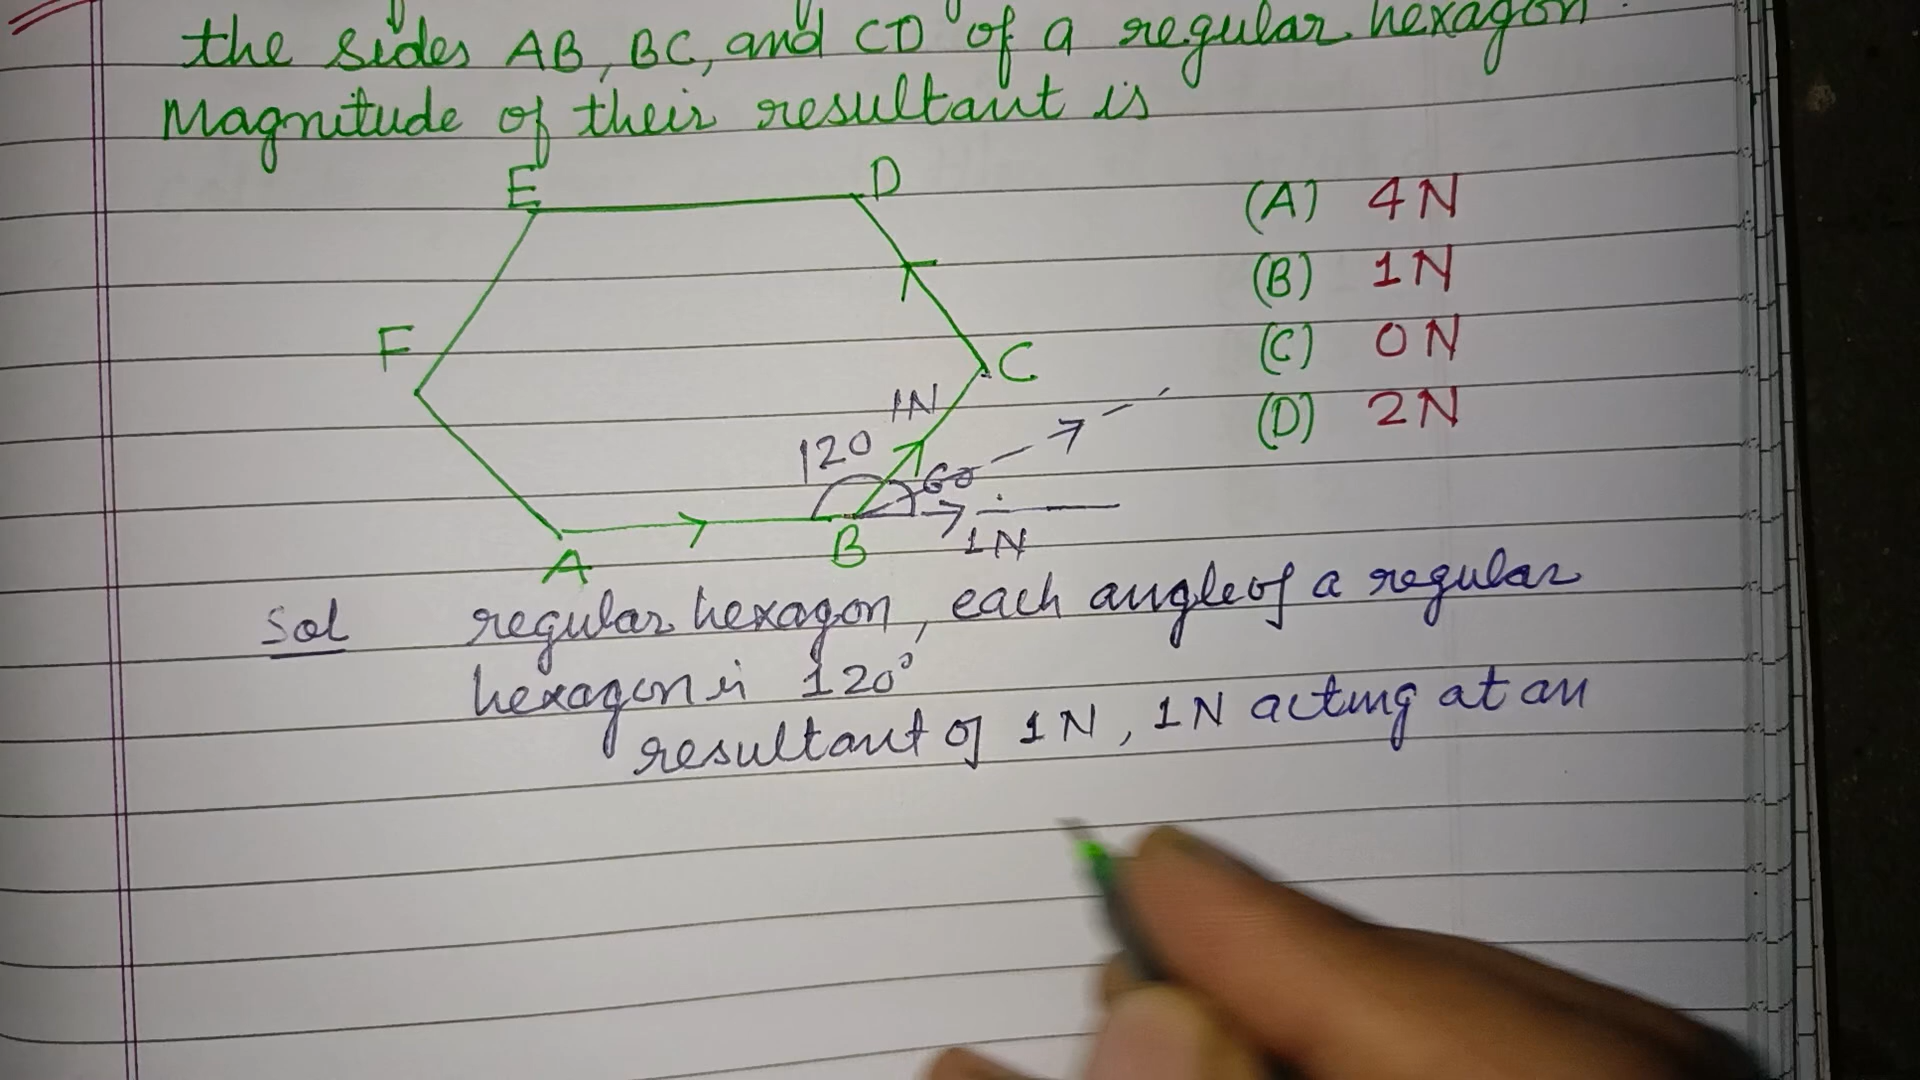 the sides AB, BC, and CD of a regular hexagon.
Magnitude of their resultant is
E
D
(A) 4N
(B) 1N
F
(C) 0N
C
1N
(D) 2N
120
60
B
1N
A
Sol regular hexagon, each angle of a regular
hexagon is 120°
resultant of 1N, 1N acting at an